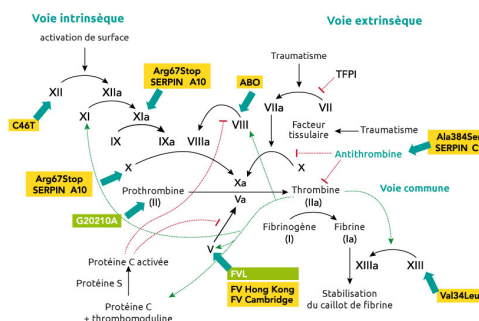 Voie intrinsèque
Voie extrinsèque
activation de surface
Traumatisme
TFPI
Arg67Stop
SERPIN A10
ABO
XII
XIIa
C46T
XI
XIa
IX
IXa
VIIIa
VIII
VIIa
VII
Facteur
tissulaire
Traumatisme
Ala384Ser
SERPIN C
Antithrombine
Arg67Stop
SERPIN A10
X
Xa
X
Va
Prothrombine
(II)
Thrombine
(IIa)
Voie commune
G20210A
Fibrinogène
(I)
Fibrine
(Ia)
V
FVL
FV Hong Kong
FV Cambridge
XIIIa
XIII
Val34Leu
Protéine C activée
Protéine S
Protéine C
+ thrombomoduline
Stabilisation
du caillot de fibrine